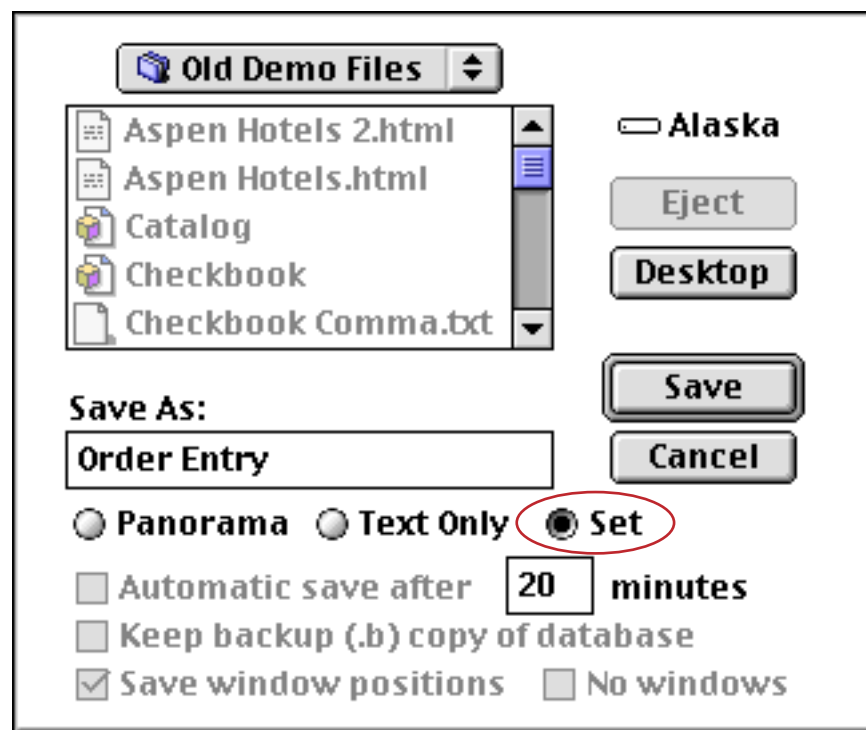 Old Demo Files
Aspen Hotels 2.html
Aspen Hotels.html
Catalog
Checkbook
Checkbook Comma.txt
Alaska
Eject
Desktop
Save
Cancel
Save As:
Order Entry
Panorama Text Only Set
Automatic save after 20 minutes
Keep backup (.b) copy of database
Save window positions No windows